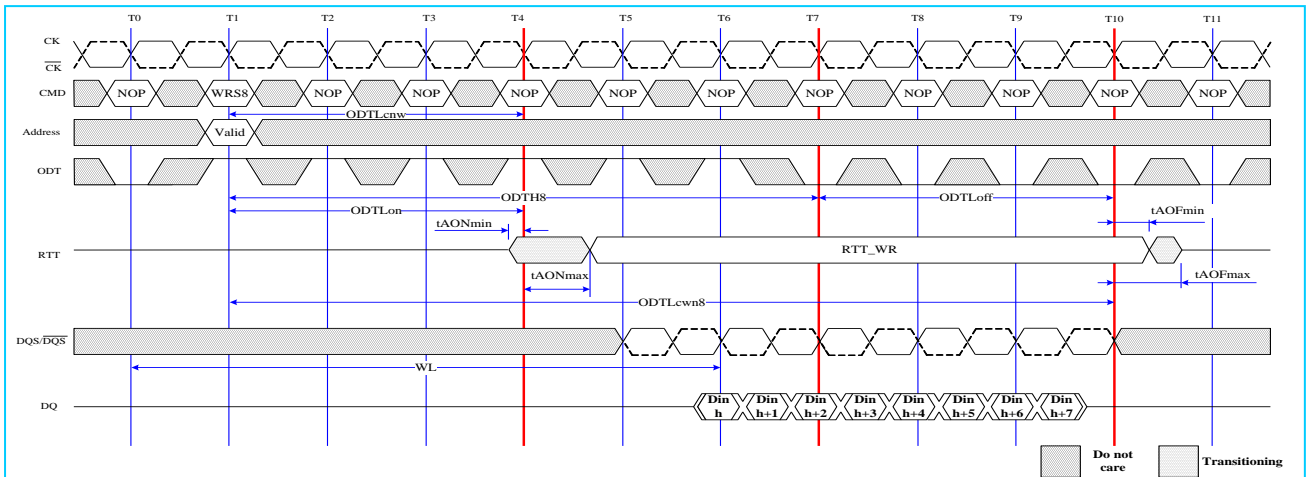 T0 T1 T2 T3 T4 T5 T6 T7 T8 T9 T10 T11
CK
CK
CMD NOP WRS8 NOP NOP NOP NOP NOP NOP NOP NOP NOP NOP
ODTLcnw
Address Valid
ODT
ODTH8 ODTLoff
ODTLon
tAONmin tAOFmin
RTT RTT_WR
tAONmax tAOFmax
ODTLcwn8
DQS/DQS
WL
DQ Din Din Din Din Din Din Din Din
h h+1 h+2 h+3 h+4 h+5 h+6 h+7
Do not Transitioning
care